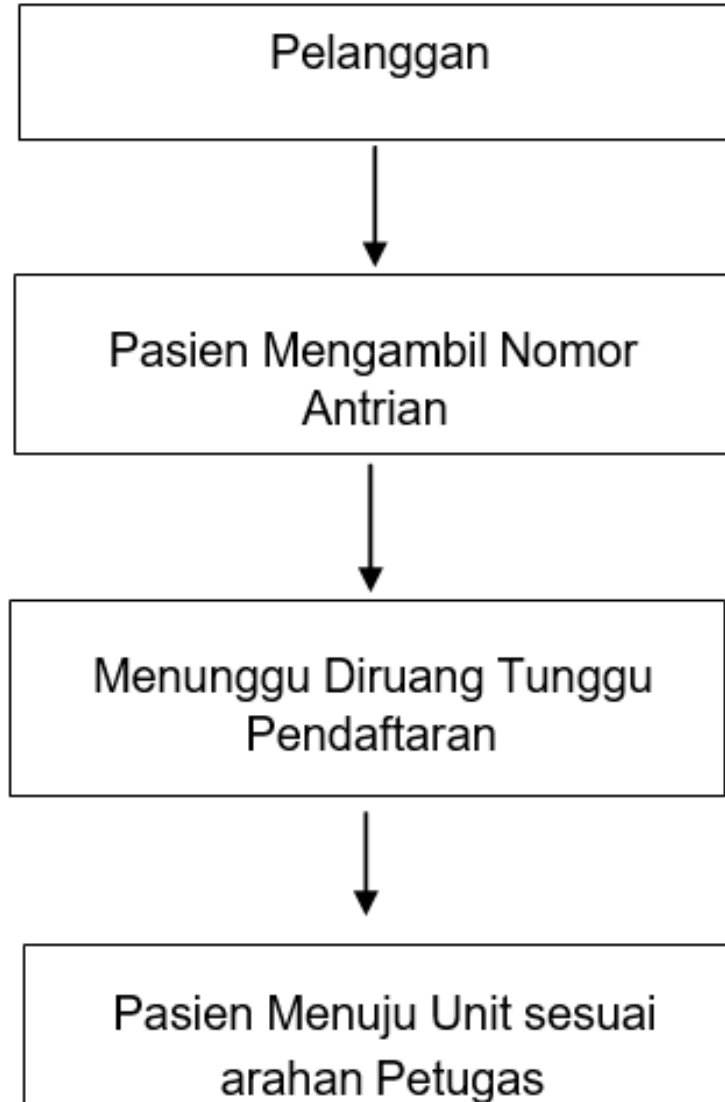 Pelanggan
Pasien Mengambil Nomor
Antrian
Menunggu Diruang Tunggu
Pendaftaran
Pasien Menuju Unit sesuai
arahan Petugas